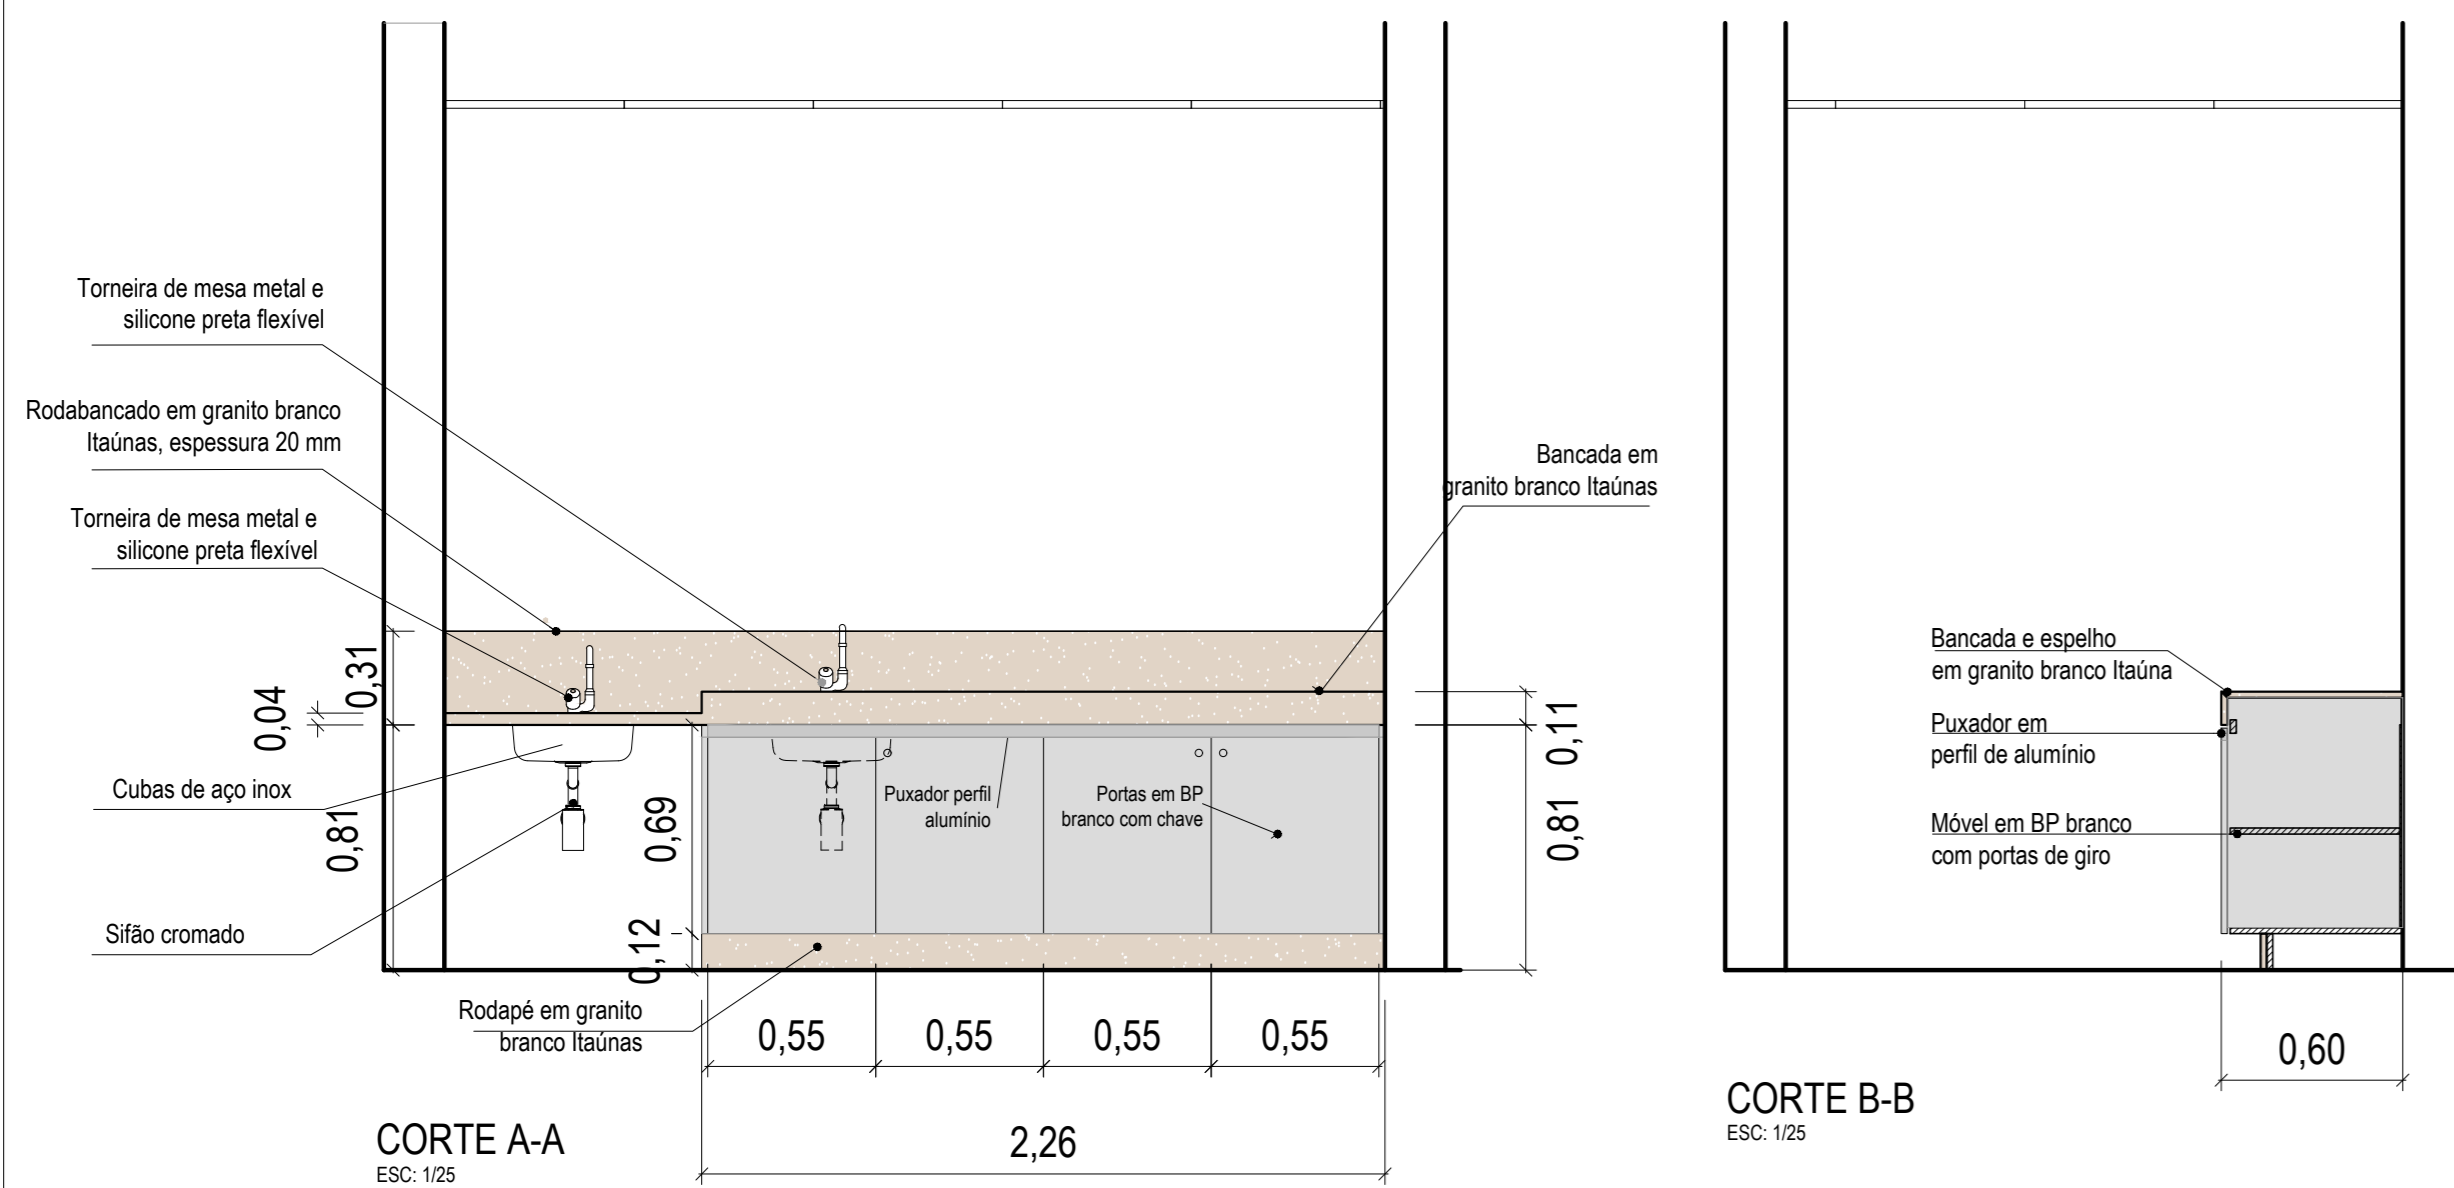 Torneira de mesa metal e
silicone preta flexível
Rodabancado em granito branco
Itaúnas, espessura 20 mm
Torneira de mesa metal e
silicone preta flexível
Bancada em
granito branco Itaúnas
0,31
0,04
Cubas de aço inox
0,81
Sifão cromado
0,69
0,12
Puxador perfil
alumínio
Portas em BP
branco com chave
0,11
0,81
Rodapé em granito
branco Itaúnas
0,55
0,55
0,55
0,55
2,26
CORTE A-A
ESC: 1/25
Bancada e espelho
em granito branco Itaúna
Puxador em
perfil de alumínio
Móvel em BP branco
com portas de giro
0,60
CORTE B-B
ESC: 1/25